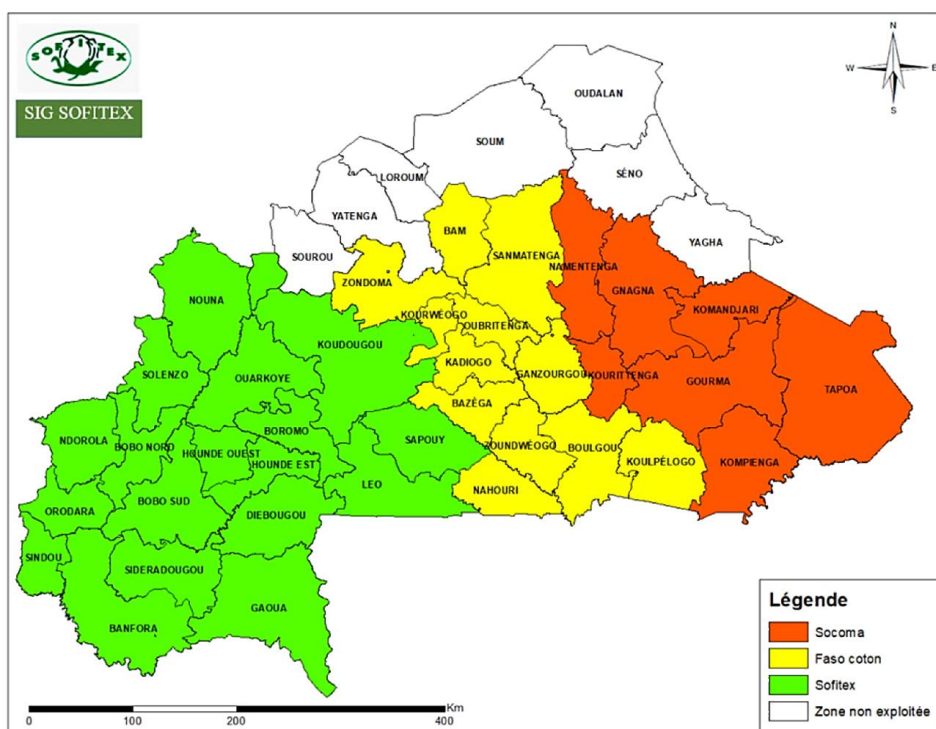 SOFITEX
SIG SOFITEX
N
W E
S
OUDALAN
SOUM
SÉNO
LOROUM
YATENGA
BAM
YAGHA
SOUROU
SANMATENGA
NAMENTENGA
ZONDOMA
GNAGNA
NOUNA
KOMANDJARI
KOURWÉOGO
OUBRITENGA
KOUDOUGOU
KADIOGO
SOLENZO
OUARKOYE
GANZOURGOU
KOURITTENGA
GOURMA
TAPOA
BAZÈGA
NDOROLA
BOROMO
SAPOUY
BOBO NORD
HOUNDE OUEST
ZOUNDWÉOGO
BOULGOU
HOUNDE EST
KOULPÉLOGO
KOMPIENGA
LEO
NAHOURI
BOBO SUD
ORODARA
DIEBOUGOU
SINDOU
SIDERADOUGOU
GAOUA
BANFORA
Légende
Socoma
Faso coton
Sofitex
Zone non exploitée
Km
0 100 200 400